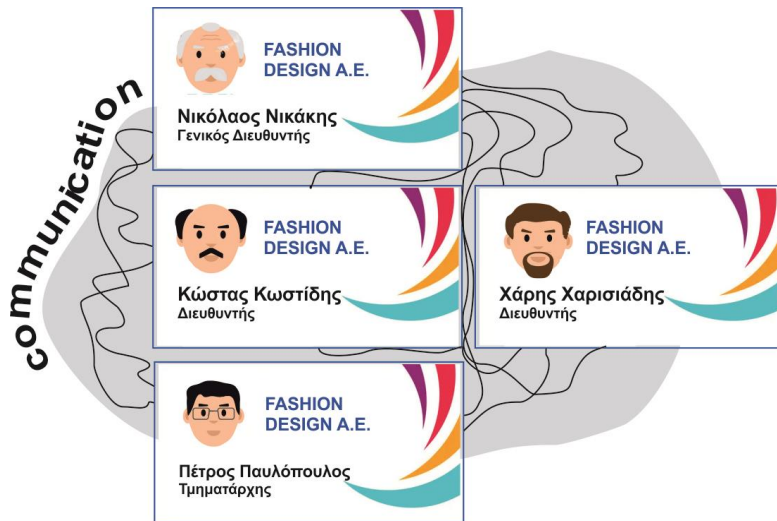 communication
FASHION
DESIGN A.E.
Νικόλαος Νικάκης
Γενικός Διευθυντής
FASHION
DESIGN A.E.
Κώστας Κωστίδης
Διευθυντής
FASHION
DESIGN A.E.
Χάρης Χαρισιάδης
Διευθυντής
FASHION
DESIGN A.E.
Πέτρος Παυλόπουλος
Τμηματάρχης